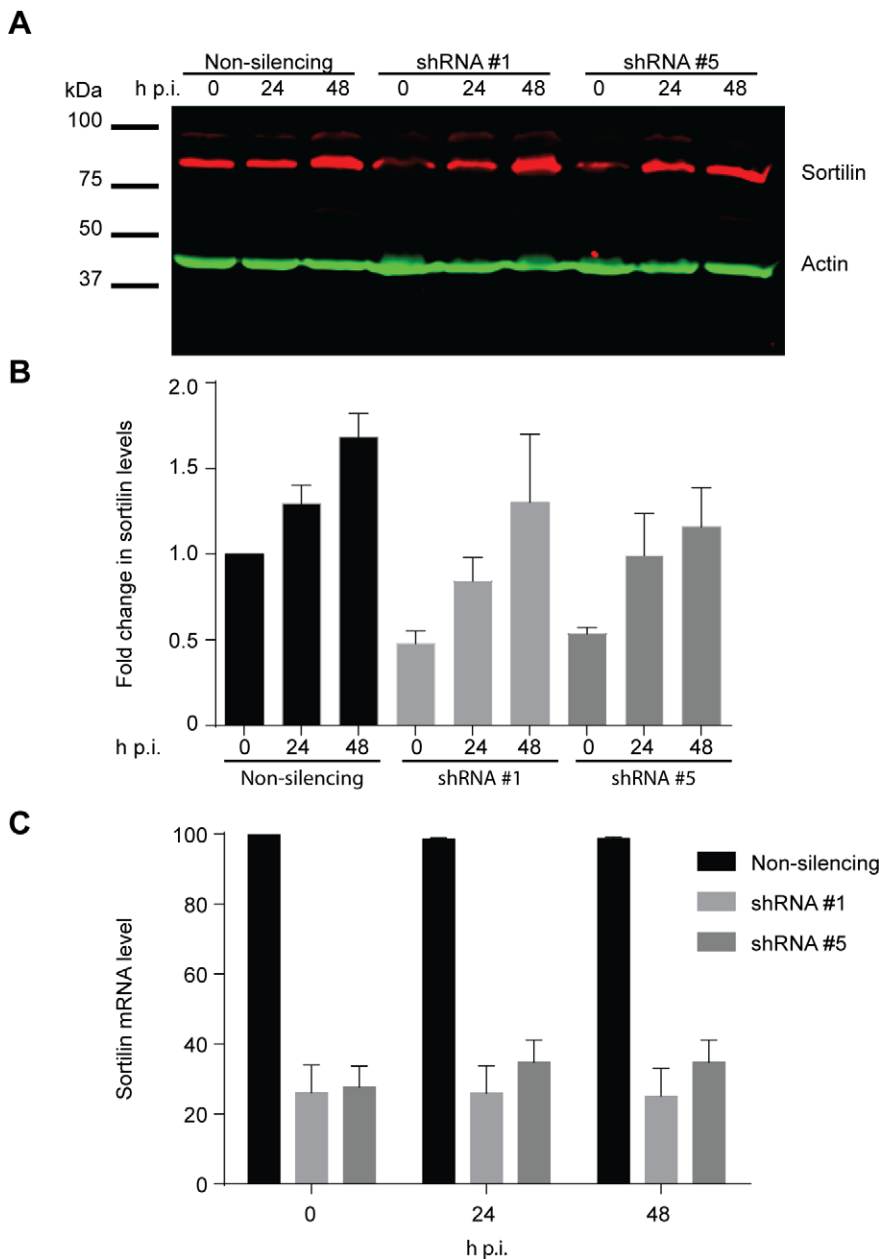 A
Non-silencing shRNA #1 shRNA #5
kDa h p.i. 0 24 48 0 24 48 0 24 48
100
Sortilin
75
50
Actin
37
B
Fold change in sortilin levels
2.0
1.5
1.0
0.5
0
h p.i. 0 24 48 0 24 48 0 24 48
Non-silencing shRNA #1 shRNA #5
C
Sortilin mRNA level
100
80
60
40
20
0
Non-silencing
shRNA #1
shRNA #5
0 24 48
h p.i.